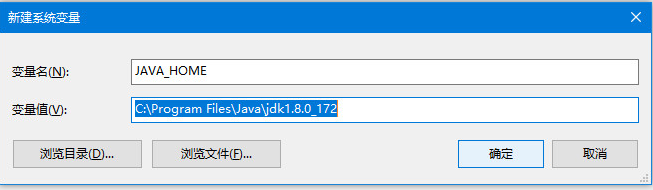 新建系统变量
变量名(N): JAVA_HOME
变量值(V): C:\Program Files\Java\jdk1.8.0_172
浏览目录(D)... 浏览文件(F)... 确定 取消